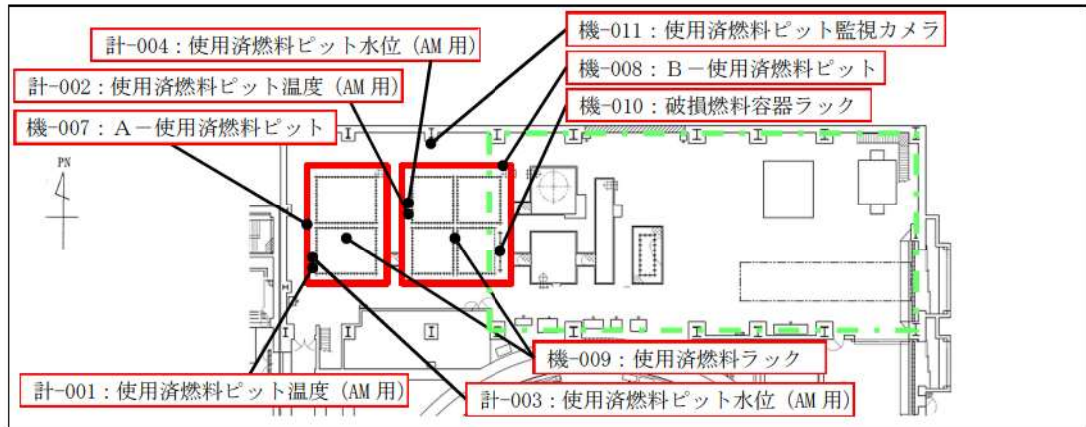 計-004：使用済燃料ピット水位（AM 用）
機-011：使用済燃料ピット監視カメラ
計-002：使用済燃料ピット温度（AM 用）
機-008：Ｂ－使用済燃料ピット
機-007：Ａ－使用済燃料ピット
機-010：破損燃料容器ラック
PN
機-009：使用済燃料ラック
計-001：使用済燃料ピット温度（AM 用）
計-003：使用済燃料ピット水位（AM 用）